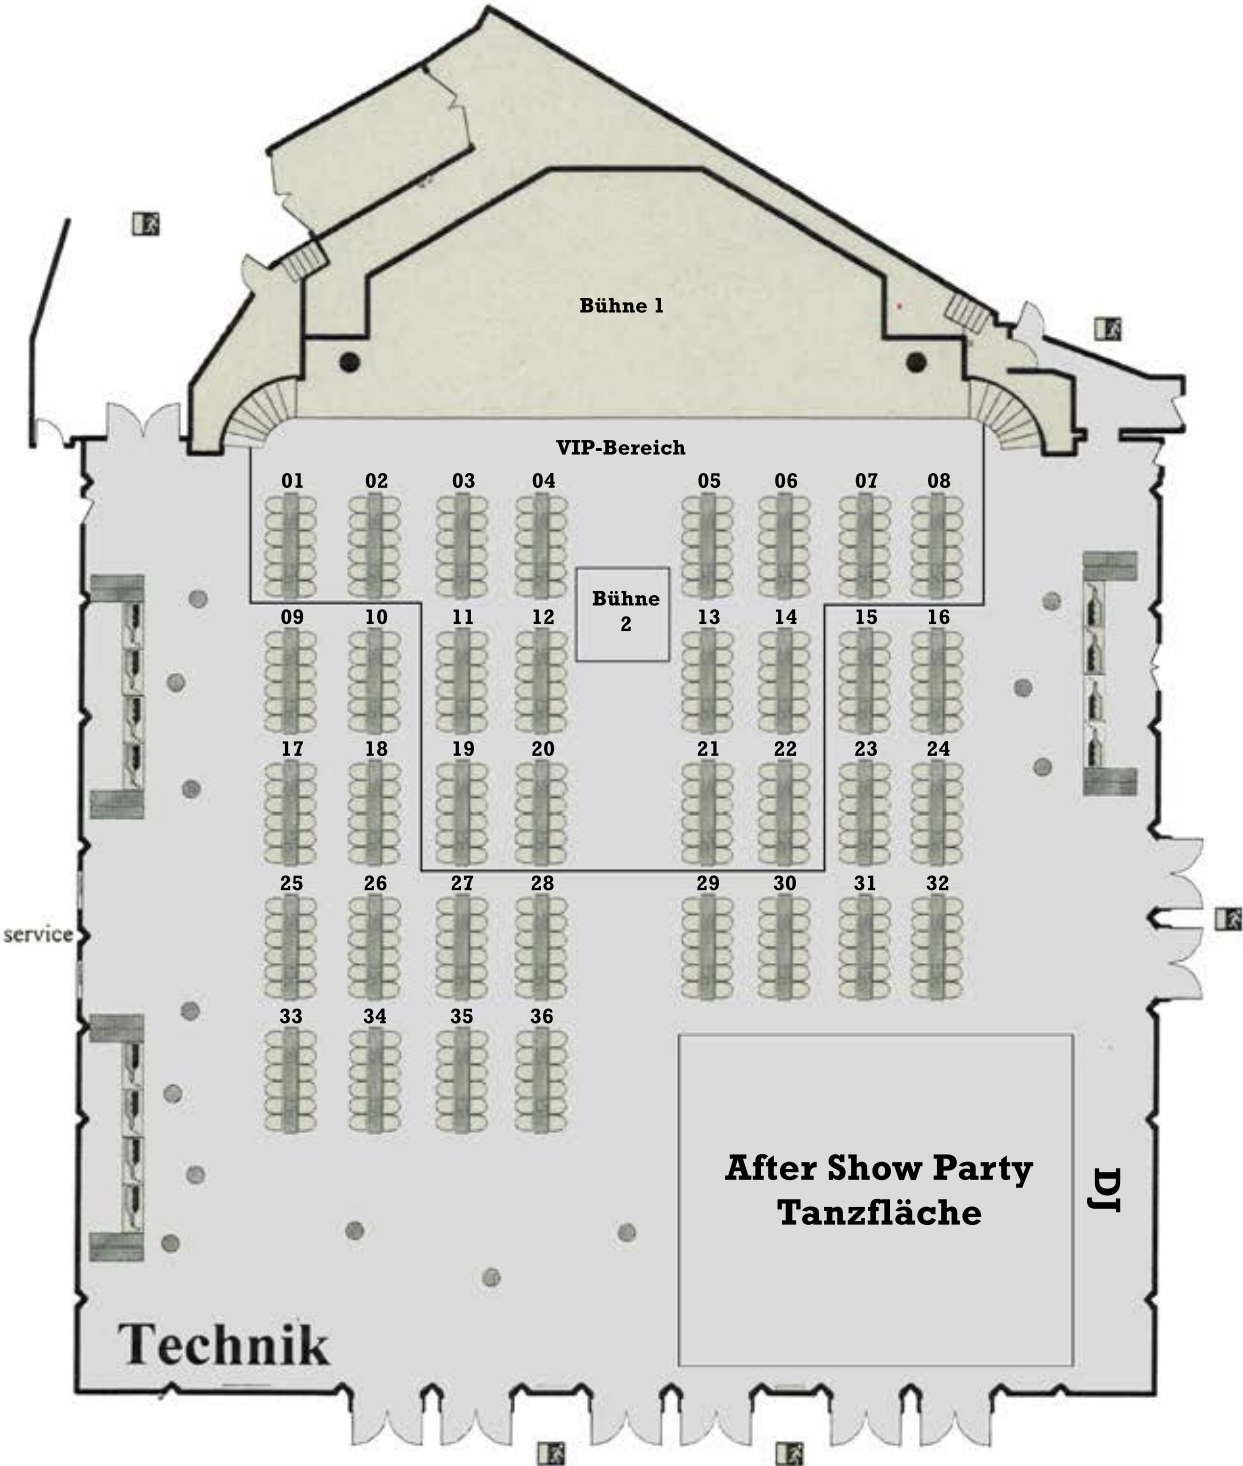 Bühne 1
VIP-Bereich
01 02 03 04 05 06 07 08
Bühne
2
09 10 11 12 13 14 15 16
17 18 19 20 21 22 23 24
25 26 27 28 29 30 31 32
service
33 34 35 36
After Show Party
Tanzfläche
DJ
Technik